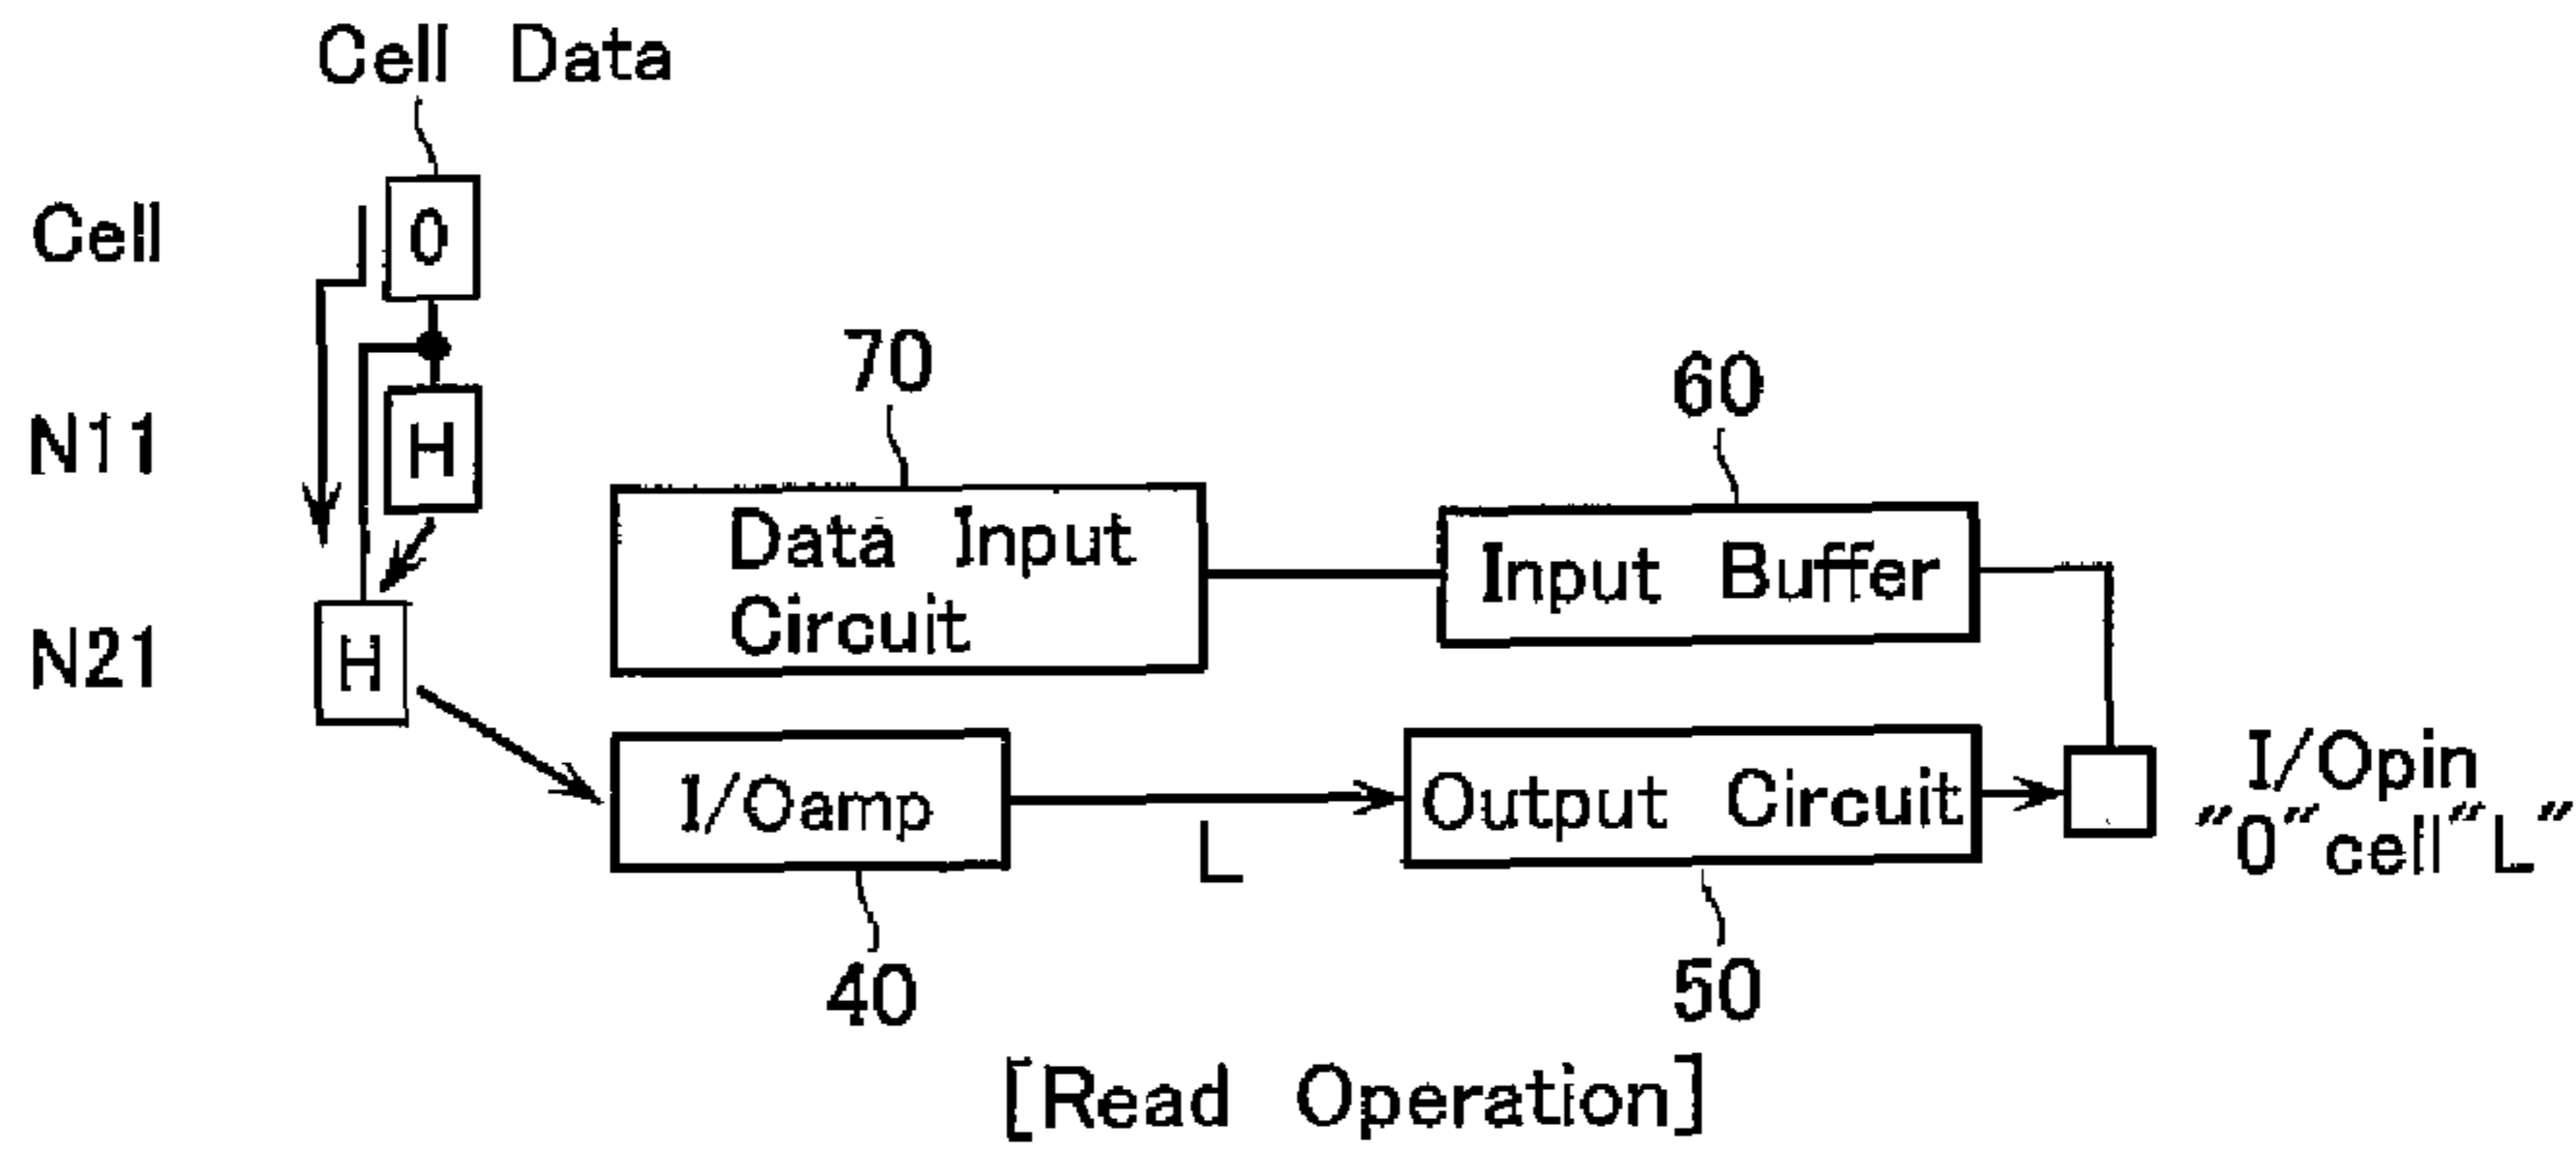 Cell Data
Cell
0
N11
H
N21
H
70
Data Input
Circuit
60
Input Buffer
I/Oamp
40
L
Output Circuit
50
I/Opin
"0"cell"L"
[Read Operation]